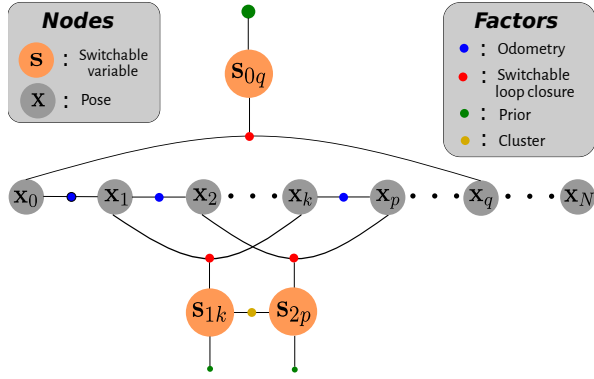 Nodes
s : Switchable
variable
x : Pose
Factors
: Odometry
: Switchable
loop closure
: Prior
: Cluster
s0q
x0 x1 x2 · · · xk xp · · · xq · · · xN
s1k s2p